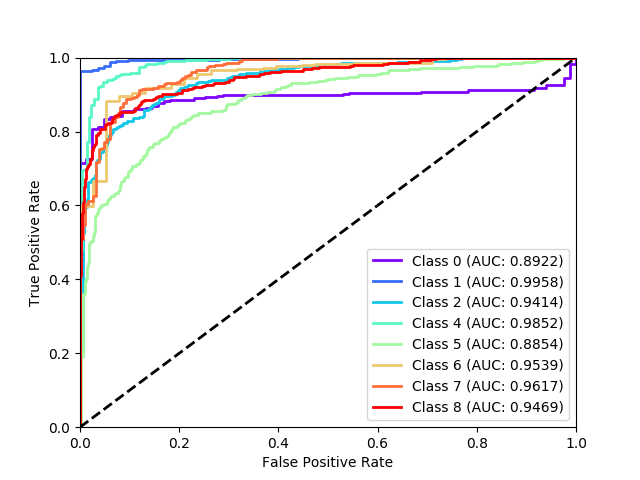 1.0
0.8
0.6
0.4
0.2
0.0
True Positive Rate
0.0 0.2 0.4 0.6 0.8 1.0
False Positive Rate
Class 0 (AUC: 0.8922)
Class 1 (AUC: 0.9958)
Class 2 (AUC: 0.9414)
Class 4 (AUC: 0.9852)
Class 5 (AUC: 0.8854)
Class 6 (AUC: 0.9539)
Class 7 (AUC: 0.9617)
Class 8 (AUC: 0.9469)